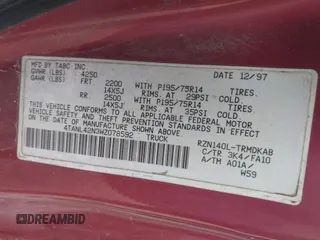 MFD BY TABC INC DATE 12/97
GVWR (LBS) 4250
GAWR (LBS) FRT 2200 WITH P195/75R14 TIRES
14X5J RIMS AT 29PSI COLD
RR. 2500 WITH P195/75R14 TIRES
14X5J RIMS AT 35PSI COLD
THIS VEHICLE CONFORMS TO ALL APPLICABLE FEDERAL MOTOR VEHICLE
SAFETY STANDARDS IN EFFECT ON THE DATE OF MANUFACTURE SHOWN ABOVE.
4TANL42N3WZ078592 TRUCK
RZN140L-TRMDKAB
C/TR 3K4/FA10
A/TM A01A/
W59
DREAMBID